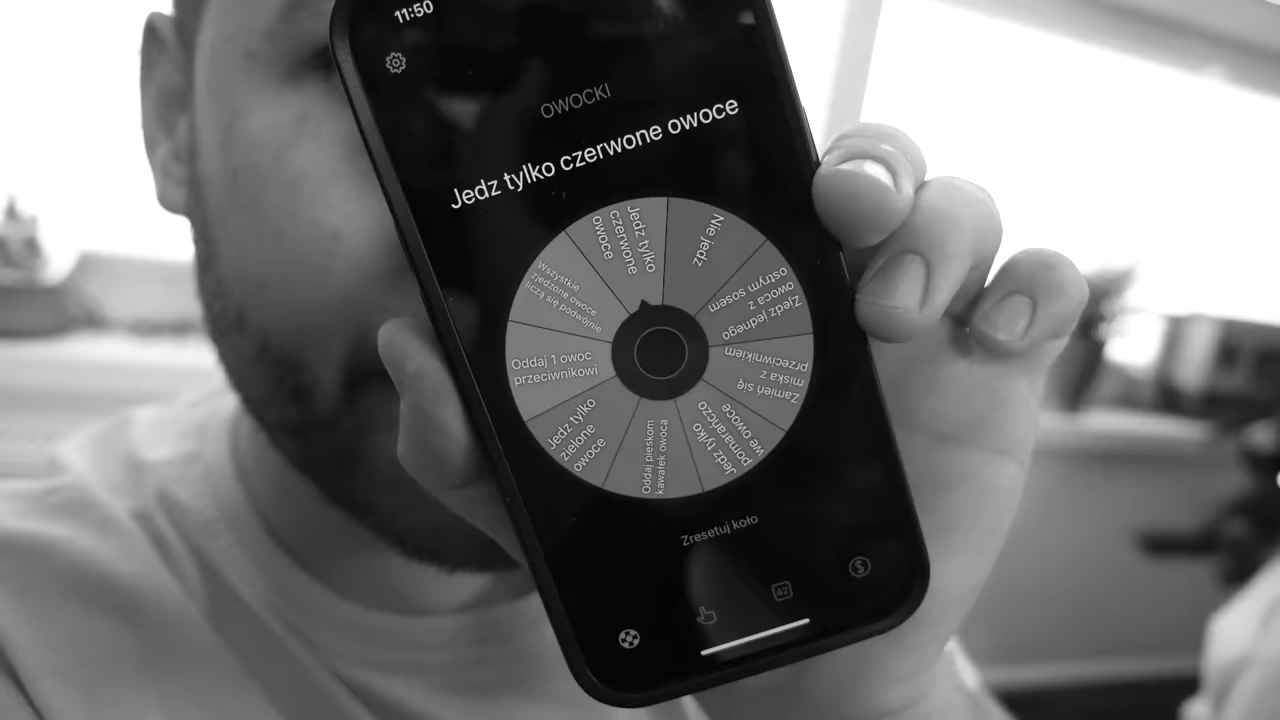 11:50
OWOCKI
Jedz tylko czerwone owoce
Jedz tylko
czerwone
owoce
Nie jedz
Zjedz jednego
owoca z
ostrym sosem
Zamień się
miska z
przeciwnikiem
Jedz tylko
pomarańczo
we owoce
Oddaj pieskom
kawałek owoca
Jedz tylko
zielone
owoce
Oddaj 1 owoc
przeciwnikowi
Wszystkie
zjedzone owoce
liczą się podwójnie
Zresetuj koło
42
$